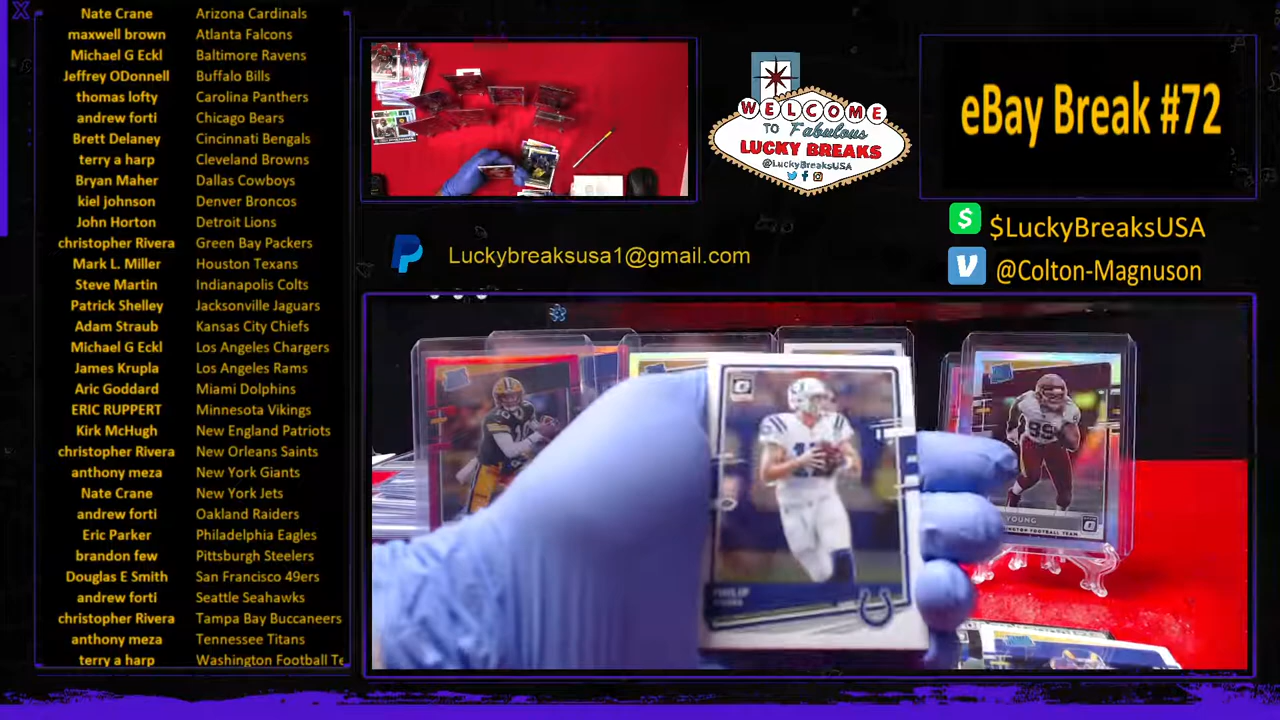 Nate Crane Arizona Cardinals
maxwell brown Atlanta Falcons
Michael G Eckl Baltimore Ravens
Jeffrey ODonnell Buffalo Bills
thomas lofty Carolina Panthers
andrew forti Chicago Bears
Brett Delaney Cincinnati Bengals
terry a harp Cleveland Browns
Bryan Maher Dallas Cowboys
kiel johnson Denver Broncos
John Horton Detroit Lions
christopher Rivera Green Bay Packers
Mark L. Miller Houston Texans
Steve Martin Indianapolis Colts
Patrick Shelley Jacksonville Jaguars
Adam Straub Kansas City Chiefs
Michael G Eckl Los Angeles Chargers
James Krupla Los Angeles Rams
Aric Goddard Miami Dolphins
ERIC RUPPERT Minnesota Vikings
Kirk McHugh New England Patriots
christopher Rivera New Orleans Saints
anthony meza New York Giants
Nate Crane New York Jets
andrew forti Oakland Raiders
Eric Parker Philadelphia Eagles
brandon few Pittsburgh Steelers
Douglas E Smith San Francisco 49ers
andrew forti Seattle Seahawks
christopher Rivera Tampa Bay Buccaneers
anthony meza Tennessee Titans
terry a harp Washington Football Te
WELCOME
TO Fabulous
LUCKY BREAKS
@LuckyBreaksUSA
eBay Break #72
Luckybreaksusa1@gmail.com
$LuckyBreaksUSA
@Colton-Magnuson
PHILIP
YOUNG
99